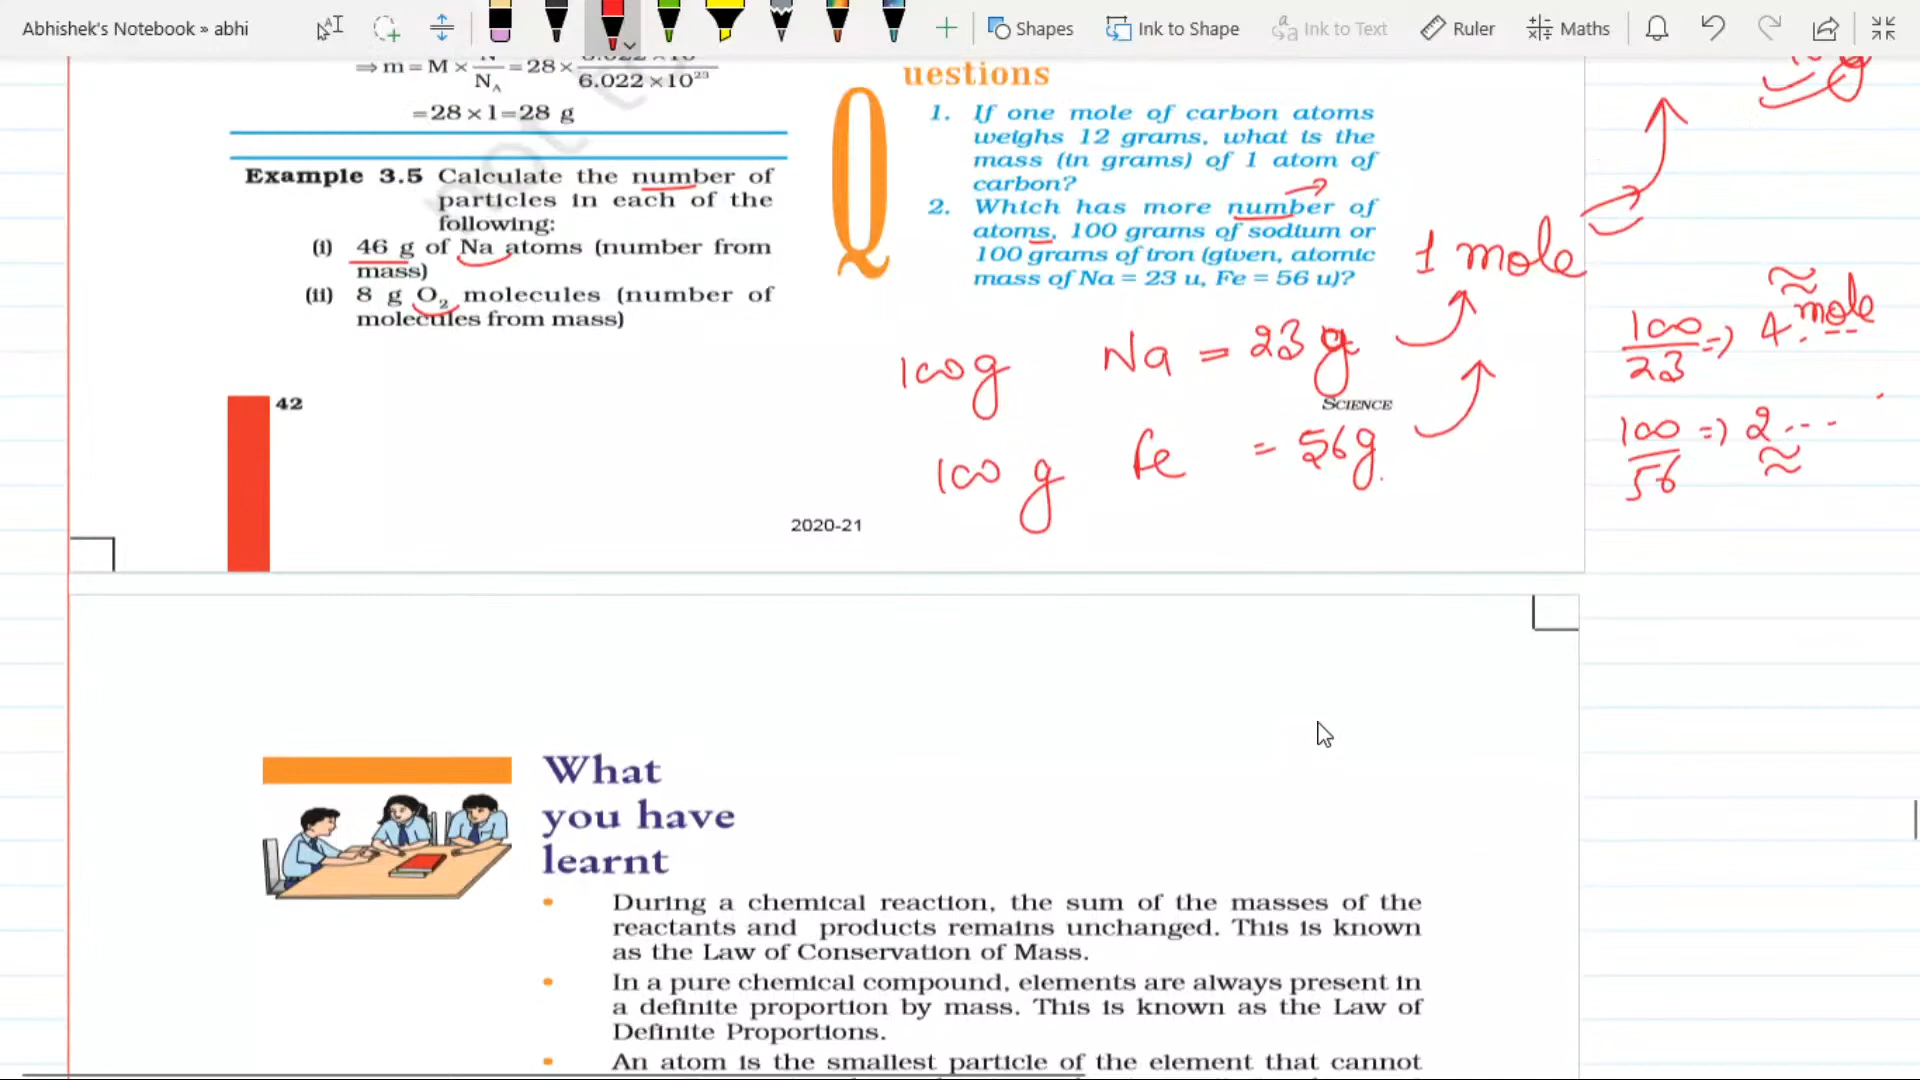 Abhisek's Notebook » abhi
Shapes
Ink to Shape
Ink to Text
Ruler
Maths
⇒ m = M × N/N_A = 28 × 6.022 × 10²³
= 28 × 1 = 28 g
Example 3.5 Calculate the number of
particles in each of the
following:
(i) 46 g of Na atoms (number from
mass)
(ii) 8 g O₂ molecules (number of
molecules from mass)
42
Questions
1. If one mole of carbon atoms
weighs 12 grams, what is the
mass (in grams) of 1 atom of
carbon?
2. Which has more number of
atoms, 100 grams of sodium or
100 grams of iron (given, atomic
mass of Na = 23 u, Fe = 56 u)?
1 mole
100 g Na = 23 g
SCIENCE
100 g Fe = 56 g.
100/23 ⇒ 4. mole
100/56 ⇒ 2 ....
2020-21
What
you have
learnt
• During a chemical reaction, the sum of the masses of the
reactants and products remains unchanged. This is known
as the Law of Conservation of Mass.
• In a pure chemical compound, elements are always present in
a definite proportion by mass. This is known as the Law of
Definite Proportions.
• An atom is the smallest particle of the element that cannot